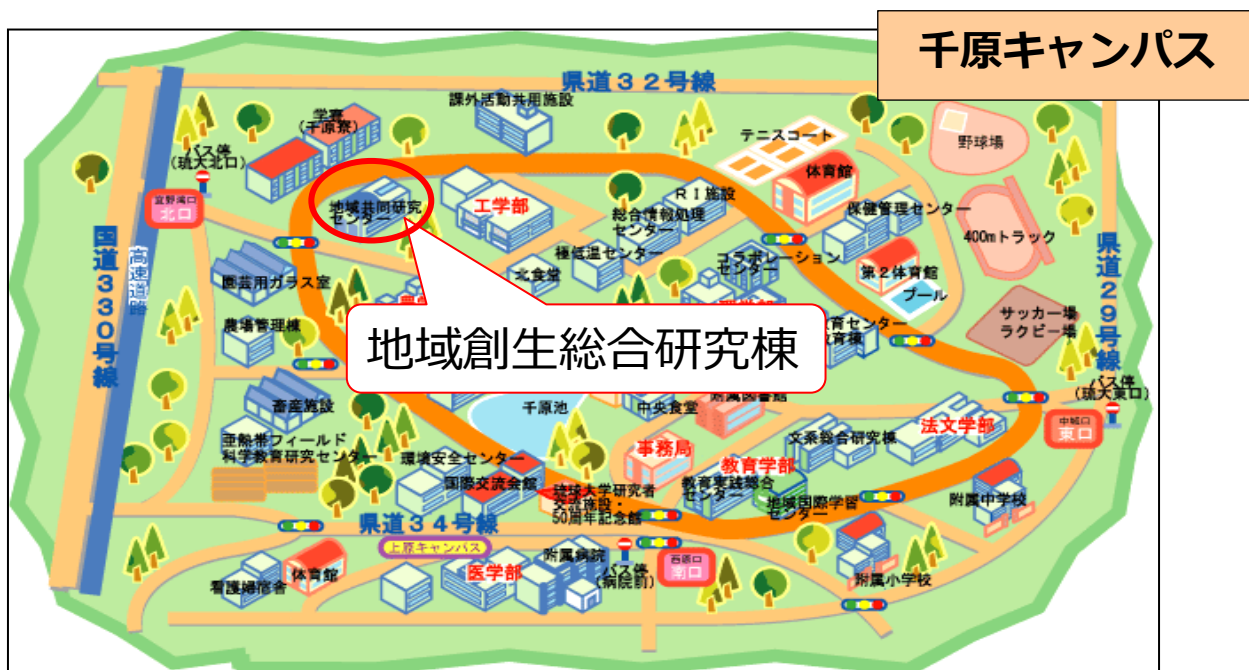 千原キャンパス
県道32号線
課外活動共用施設
学寮
(千原寮)
バス停
(琉大北口)
テニスコート
野球場
体育館
宜野湾口
北口
地域共同研究
センター
工学部
RI施設
総合情報処理
センター
保健管理センター
400mトラック
国道330号線
高速道路
県道29号線
極低温センター
コラボレーション
センター
第2体育館
園芸用ガラス室
北食堂
プール
農場管理棟
地域創生総合研究棟
サッカー場
ラクビー場
バス停
(琉大東口)
畜産施設
千原池
中央食堂
附属図書館
法文学部
中城口
東口
亜熱帯フィールド
科学教育研究センター
環境安全センター
事務局
文系総合研究棟
国際交流会館
教育学部
教育実践総合
センター
琉球大学研究者
交流施設・
50周年記念館
地域国際学習
センター
附属中学校
県道34号線
上原キャンパス
附属病院
バス停
(病院前)
西原口
南口
看護婦宿舎
体育館
医学部
附属小学校